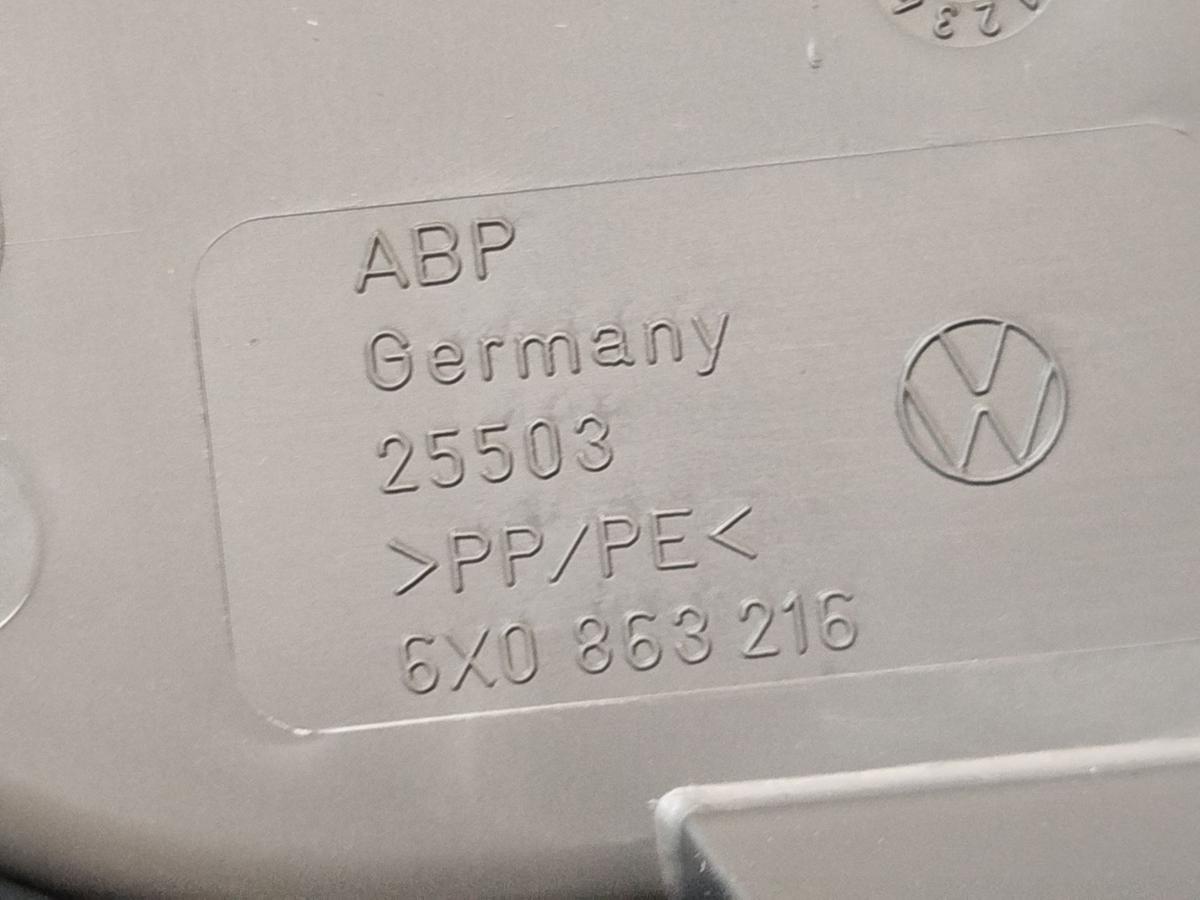 ABP
Germany
25503
>PP/PE<
6X0 863 216